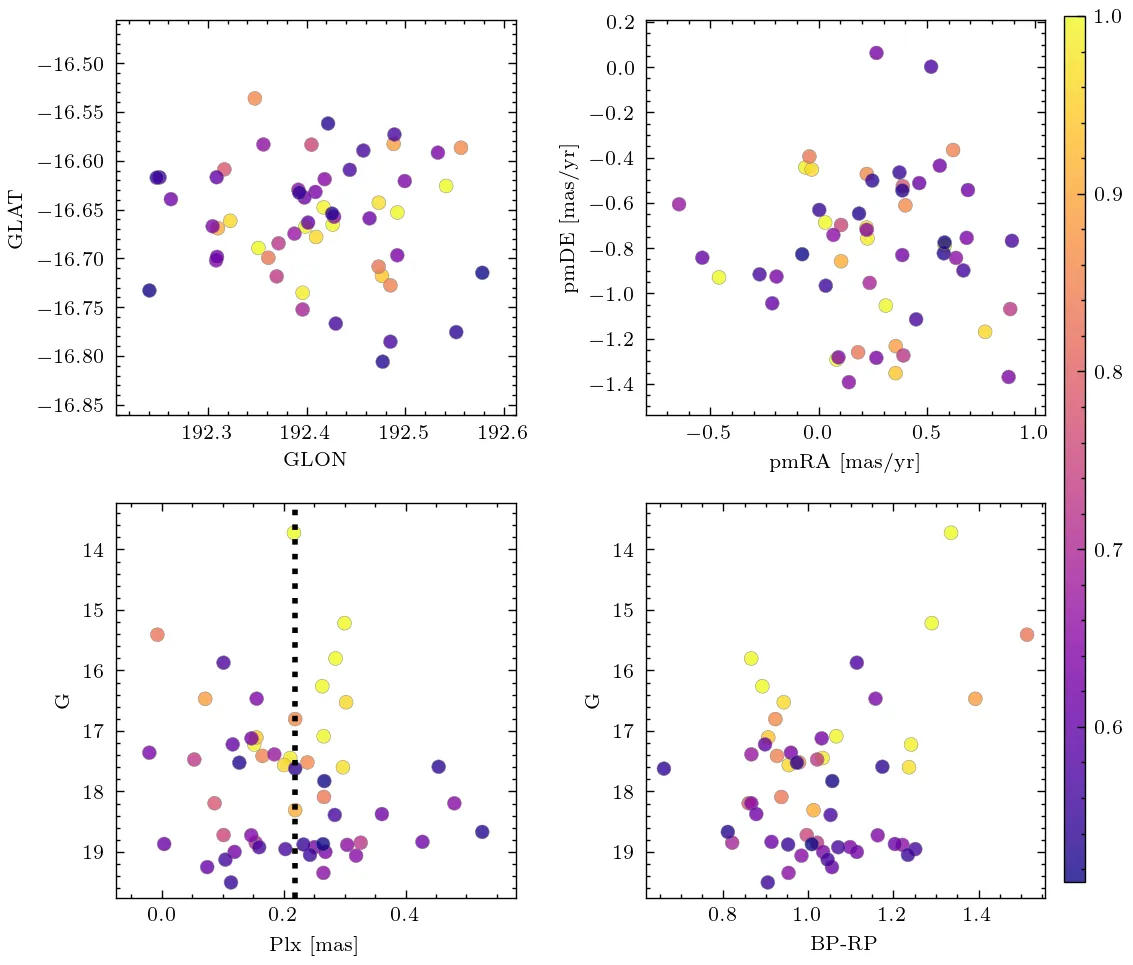 −16.50
−16.55
−16.60
−16.65
−16.70
−16.75
−16.80
−16.85
GLAT
192.3 192.4 192.5 192.6
GLON
0.2
0.0
−0.2
−0.4
−0.6
−0.8
−1.0
−1.2
−1.4
pmDE [mas/yr]
−0.5 0.0 0.5 1.0
pmRA [mas/yr]
14
15
16
17
18
19
G
0.0 0.2 0.4
Plx [mas]
14
15
16
17
18
19
G
0.8 1.0 1.2 1.4
BP-RP
1.0
0.9
0.8
0.7
0.6